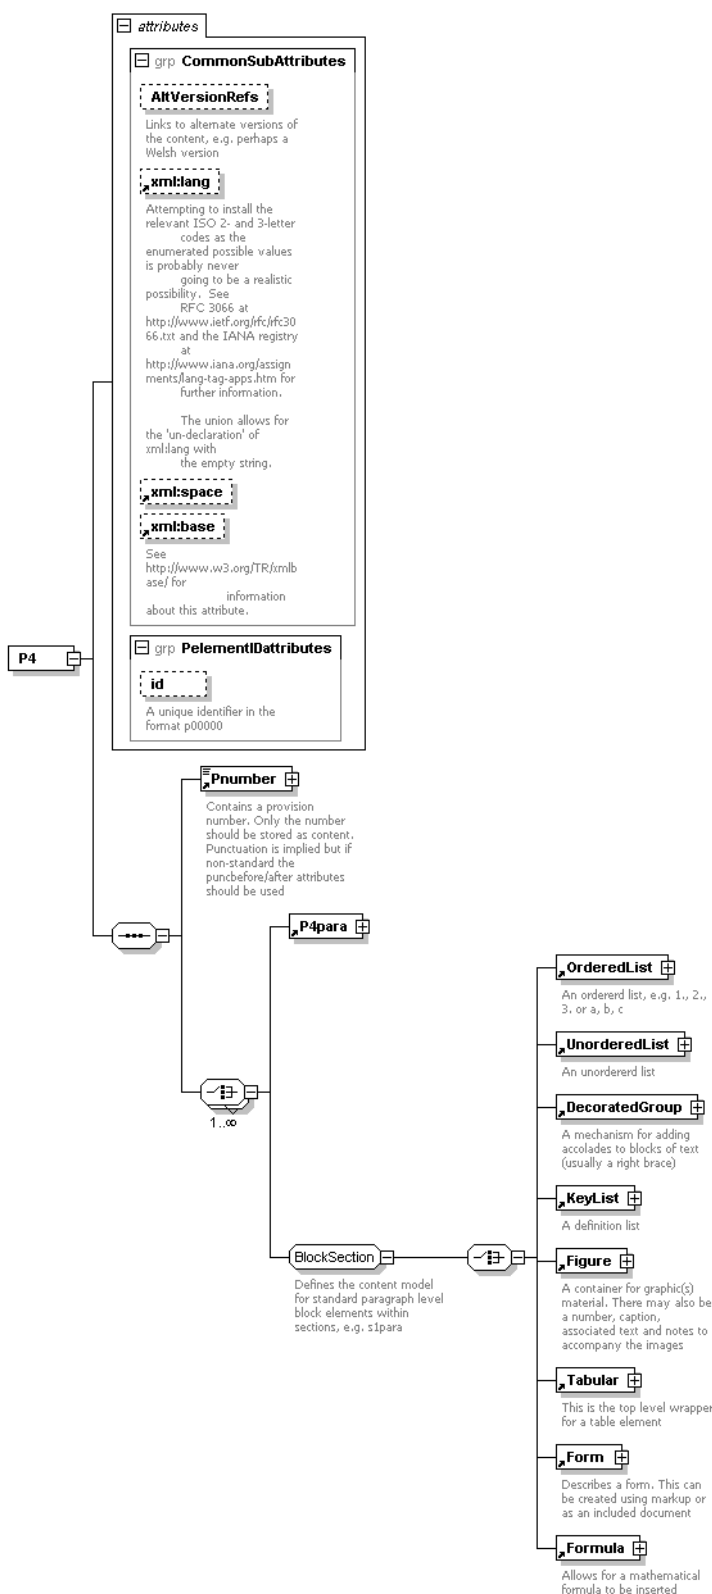 attributes
grp CommonSubAttributes
AltVersionRefs
Links to alternate versions of
the content, e.g. perhaps a
Welsh version
xml:lang
Attempting to install the
relevant ISO 2- and 3-letter
codes as the
enumerated possible values
is probably never
going to be a realistic
possibility. See
RFC 3066 at
http://www.ietf.org/rfc/rfc30
66.txt and the IANA registry
at
http://www.iana.org/assign
ments/lang-tag-apps.htm for
further information.
The union allows for
the 'un-declaration' of
xml:lang with
the empty string.
xml:space
xml:base
See
http://www.w3.org/TR/xmlb
ase/ for
information
about this attribute.
P4
grp PelementIDattributes
id
A unique identifier in the
format p00000
Pnumber
Contains a provision
number. Only the number
should be stored as content.
Punctuation is implied but if
non-standard the
puncbefore/after attributes
should be used
P4para
1..∞
BlockSection
Defines the content model
for standard paragraph level
block elements within
sections, e.g. s1para
OrderedList
An ordererd list, e.g. 1., 2.,
3. or a, b, c
UnorderedList
An unordererd list
DecoratedGroup
A mechanism for adding
accolades to blocks of text
(usually a right brace)
KeyList
A definition list
Figure
A container for graphic(s)
material. There may also be
a number, caption,
associated text and notes to
accompany the images
Tabular
This is the top level wrapper
for a table element
Form
Describes a form. This can
be created using markup or
as an included document
Formula
Allows for a mathematical
formula to be inserted